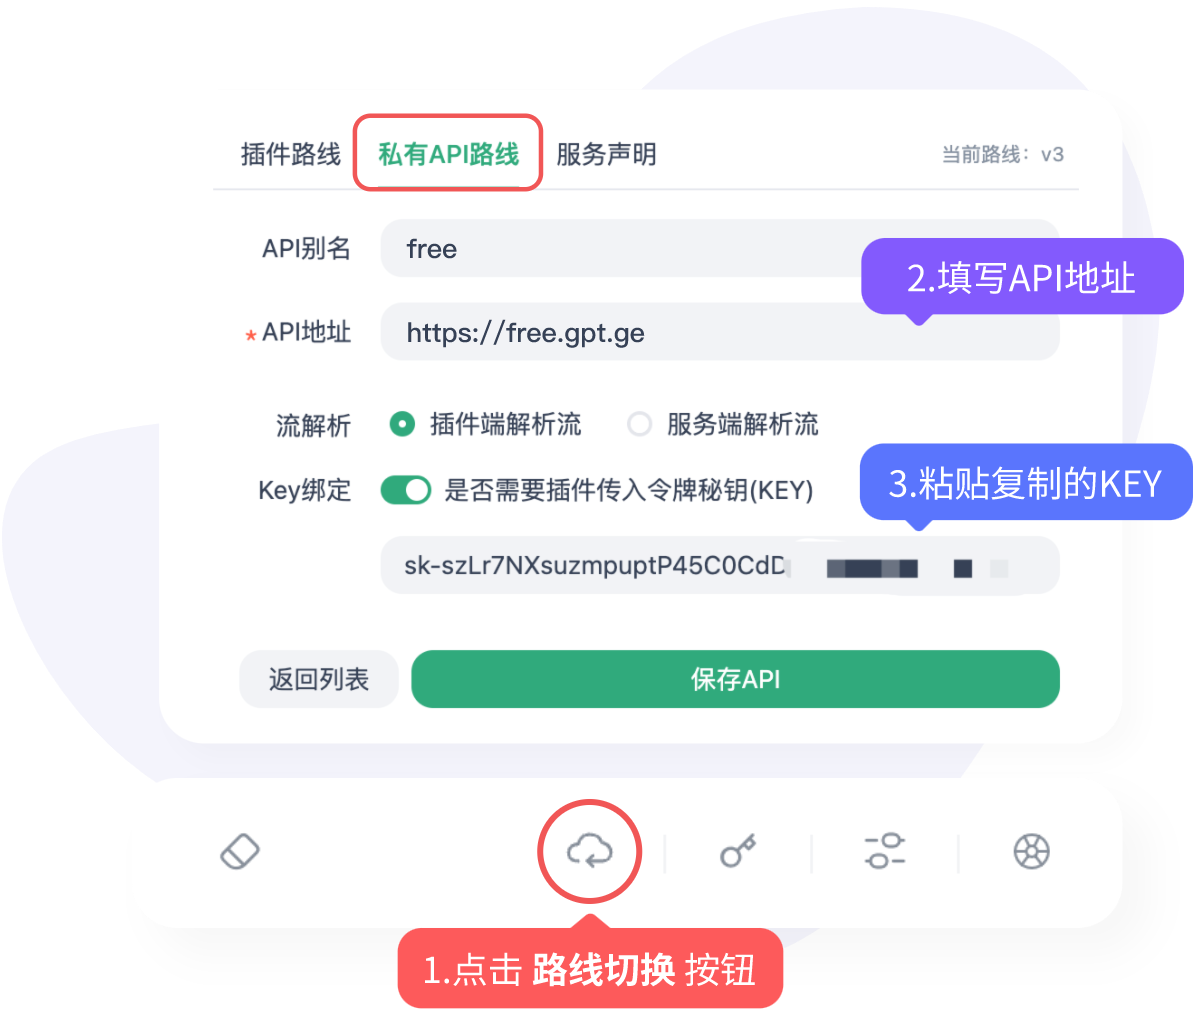 插件路线 私有API路线 服务声明 当前路线：v3
API别名 free
2.填写API地址
*API地址 https://free.gpt.ge
流解析 插件端解析流 服务端解析流
3.粘贴复制的KEY
Key绑定 是否需要插件传入令牌秘钥(KEY)
sk-szLr7NXsuzmpuptP45C0CdD
返回列表 保存API
1.点击 路线切换 按钮